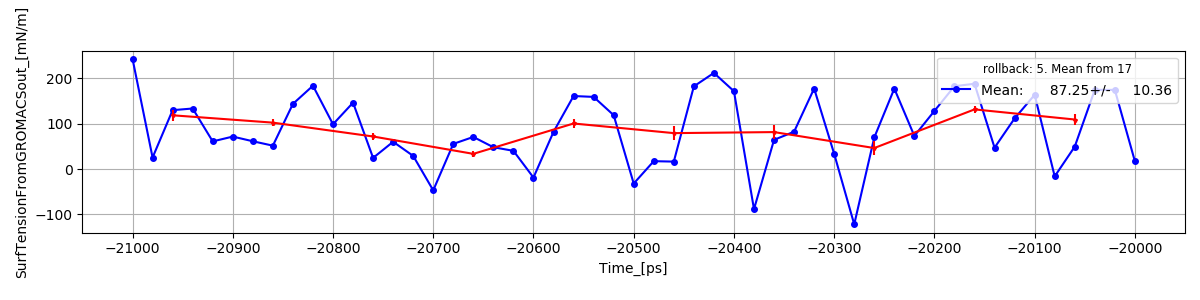 SurfTensionFromGROMACSout_[mN/m]
200
100
0
−100
rollback: 5. Mean from 17
Mean: 87.25+/- 10.36
−21000 −20900 −20800 −20700 −20600 −20500 −20400 −20300 −20200 −20100 −20000
Time_[ps]